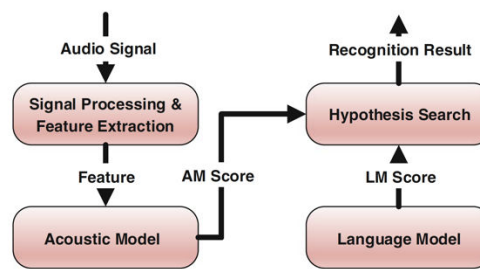 Audio Signal
Recognition Result
Signal Processing &
Feature Extraction
Hypothesis Search
Feature
AM Score
LM Score
Acoustic Model
Language Model